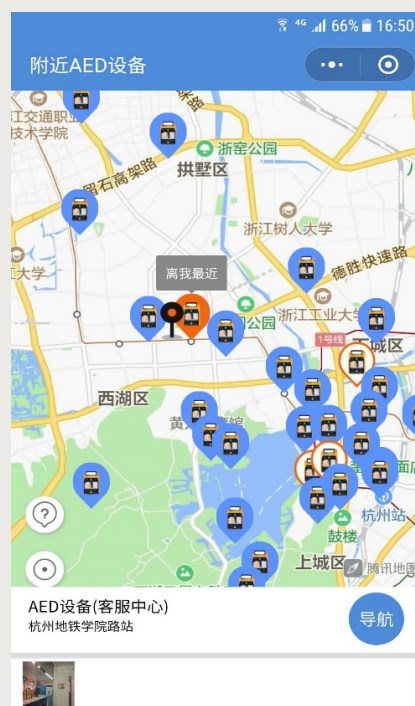 4G 66% 16:50
附近AED设备
江交通职业
技术学院
浙窑公园
拱墅区
留石高架路
浙江树人大学
离我最近
德胜快速路
江大学
公园
浙江工业大学
1号线
下城区
西湖区
杭州站
鼓楼
上城区
腾讯地图
AED设备(客服中心)
杭州地铁学院路站
导航